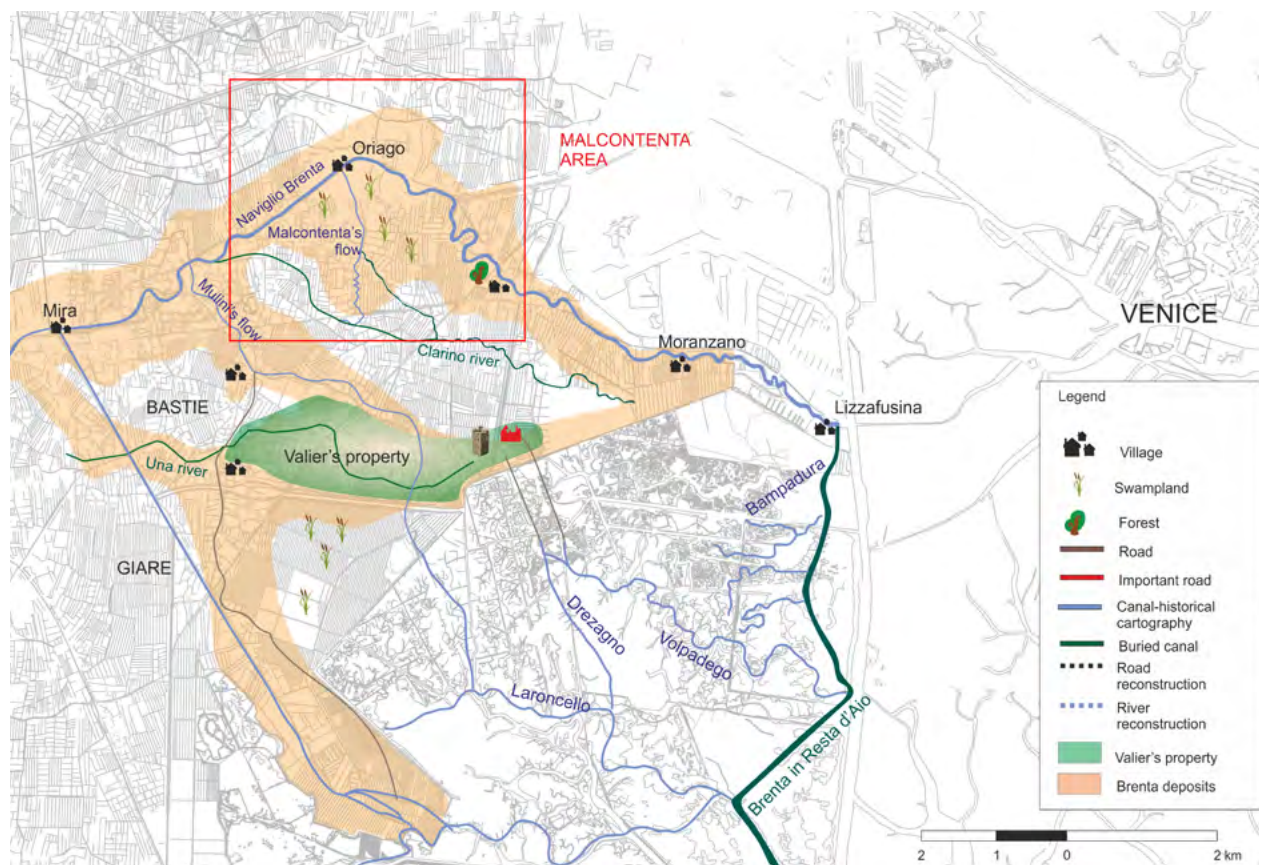 Oriago
MALCONTENTA
AREA
Naviglio Brenta
Malcontenta's
flow
Mulini's flow
Mira
Clarino river
Moranzano
VENICE
Lizzafusina
BASTIE
Una river
Valier's property
Bampadura
GIARE
Drezagno
Volpadego
Laroncello
Brenta in Resta d'Aio
Legend
Village
Swampland
Forest
Road
Important road
Canal-historical
cartography
Buried canal
Road
reconstruction
River
reconstruction
Valier's property
Brenta deposits
2 1 0 2 km